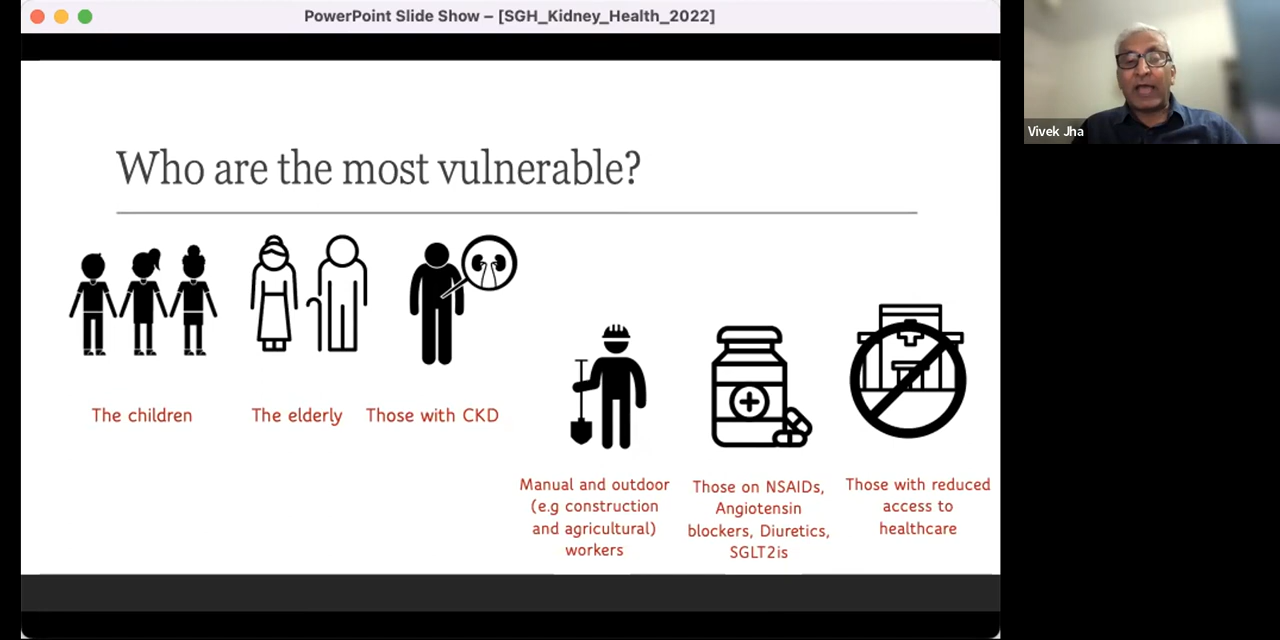 PowerPoint Slide Show – [SGH_Kidney_Health_2022]
Vivek Jha
Who are the most vulnerable?
The children
The elderly
Those with CKD
Manual and outdoor
(e.g construction
and agricultural)
workers
Those on NSAIDs,
Angiotensin
blockers, Diuretics,
SGLT2is
Those with reduced
access to
healthcare